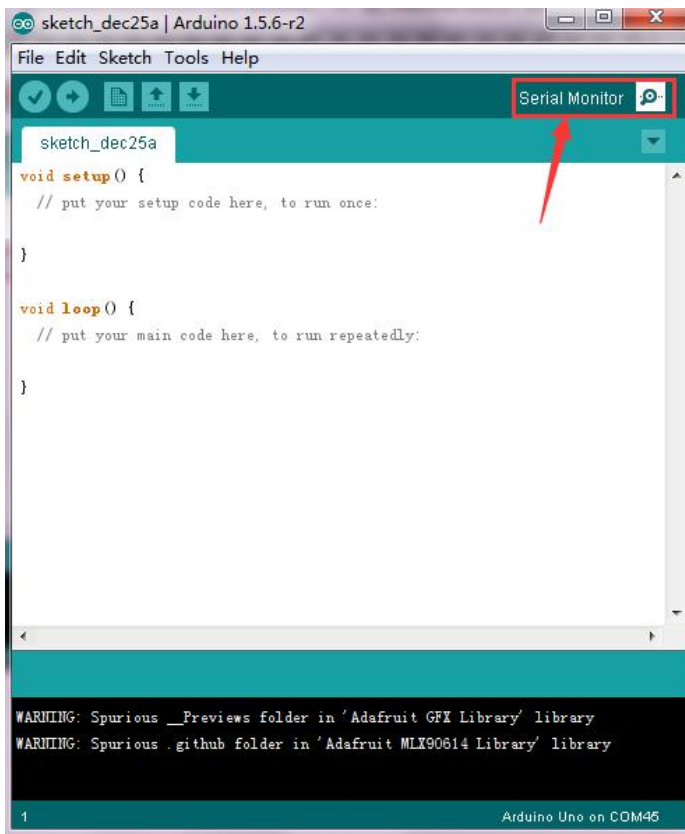 sketch_dec25a | Arduino 1.5.6-r2
File Edit Sketch Tools Help
Serial Monitor
sketch_dec25a
void setup() {
// put your setup code here, to run once:
}
void loop() {
// put your main code here, to run repeatedly:
}
WARNING: Spurious __Previews folder in 'Adafruit GFX Library' library
WARNING: Spurious .github folder in 'Adafruit MLX90614 Library' library
1 Arduino Uno on COM45